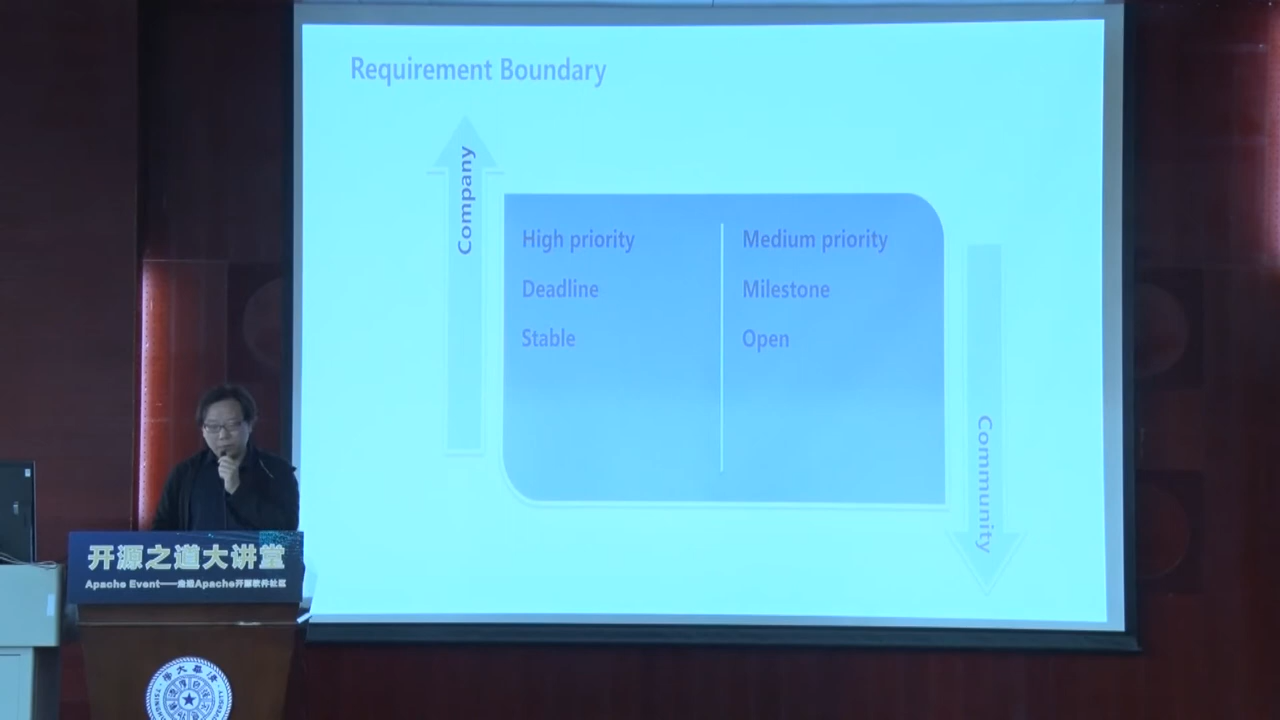 Requirement Boundary
Company
High priority
Deadline
Stable
Medium priority
Milestone
Open
Community
开源之道大讲堂
Apache Event——走进Apache开源软件社区